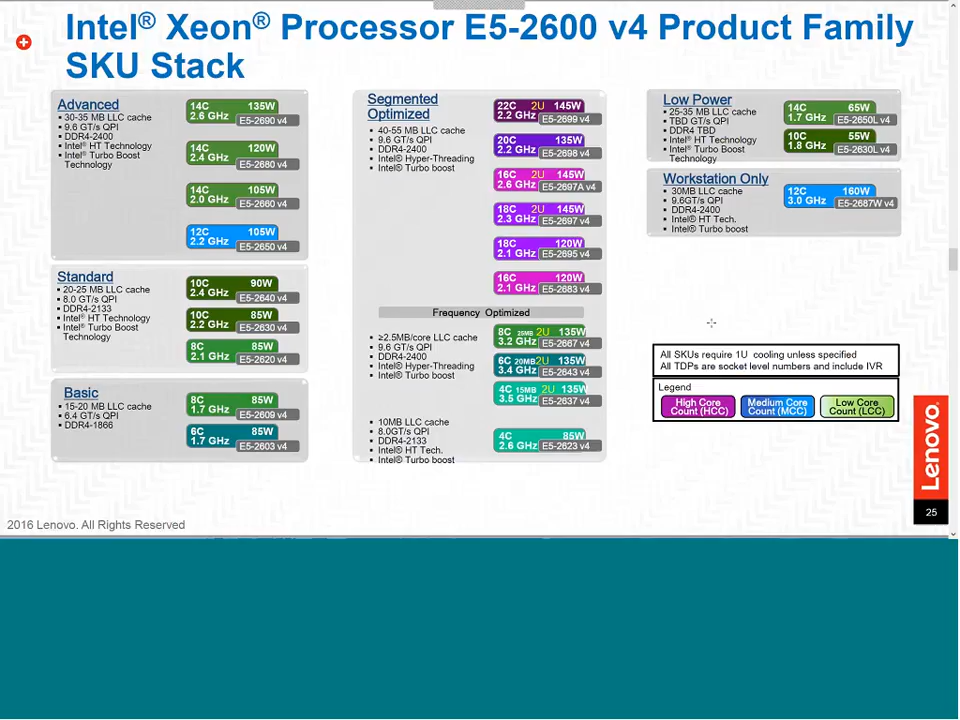 Intel® Xeon® Processor E5-2600 v4 Product Family
SKU Stack
Advanced
▪ 30-35 MB LLC cache
▪ 9.6 GT/s QPI
▪ DDR4-2400
▪ Intel® HT Technology
▪ Intel® Turbo Boost
Technology
14C 135W
2.6 GHz E5-2690 v4
14C 120W
2.4 GHz E5-2680 v4
14C 105W
2.0 GHz E5-2660 v4
12C 105W
2.2 GHz E5-2650 v4
Standard
▪ 20-25 MB LLC cache
▪ 8.0 GT/s QPI
▪ DDR4-2133
▪ Intel® HT Technology
▪ Intel® Turbo Boost
Technology
10C 90W
2.4 GHz E5-2640 v4
10C 85W
2.2 GHz E5-2630 v4
8C 85W
2.1 GHz E5-2620 v4
Basic
▪ 15-20 MB LLC cache
▪ 6.4 GT/s QPI
▪ DDR4-1866
8C 85W
1.7 GHz E5-2609 v4
6C 85W
1.7 GHz E5-2603 v4
Segmented
Optimized
▪ 40-55 MB LLC cache
▪ 9.6 GT/s QPI
▪ DDR4-2400
▪ Intel® Hyper-Threading
▪ Intel® Turbo boost
22C 2U 145W
2.2 GHz E5-2699 v4
20C 135W
2.2 GHz E5-2698 v4
16C 2U 145W
2.6 GHz E5-2697A v4
18C 2U 145W
2.3 GHz E5-2697 v4
18C 120W
2.1 GHz E5-2695 v4
16C 120W
2.1 GHz E5-2683 v4
Frequency Optimized
▪ ≥2.5MB/core LLC cache
▪ 9.6 GT/s QPI
▪ DDR4-2400
▪ Intel® Hyper-Threading
▪ Intel® Turbo boost
8C 25MB 2U 135W
3.2 GHz E5-2667 v4
6C 20MB 2U 135W
3.4 GHz E5-2643 v4
4C 15MB 2U 135W
3.5 GHz E5-2637 v4
▪ 10MB LLC cache
▪ 8.0GT/s QPI
▪ DDR4-2133
▪ Intel® HT Tech.
▪ Intel® Turbo boost
4C 85W
2.6 GHz E5-2623 v4
Low Power
▪ 25-35 MB LLC cache
▪ TBD GT/s QPI
▪ DDR4 TBD
▪ Intel® HT Technology
▪ Intel® Turbo Boost
Technology
14C 65W
1.7 GHz E5-2650L v4
10C 55W
1.8 GHz E5-2630L v4
Workstation Only
▪ 30MB LLC cache
▪ 9.6GT/s QPI
▪ DDR4-2400
▪ Intel® HT Tech.
▪ Intel® Turbo boost
12C 160W
3.0 GHz E5-2687W v4
All SKUs require 1U cooling unless specified
All TDPs are socket level numbers and include IVR
Legend
High Core
Count (HCC)
Medium Core
Count (MCC)
Low Core
Count (LCC)
Lenovo.
25
2016 Lenovo. All Rights Reserved